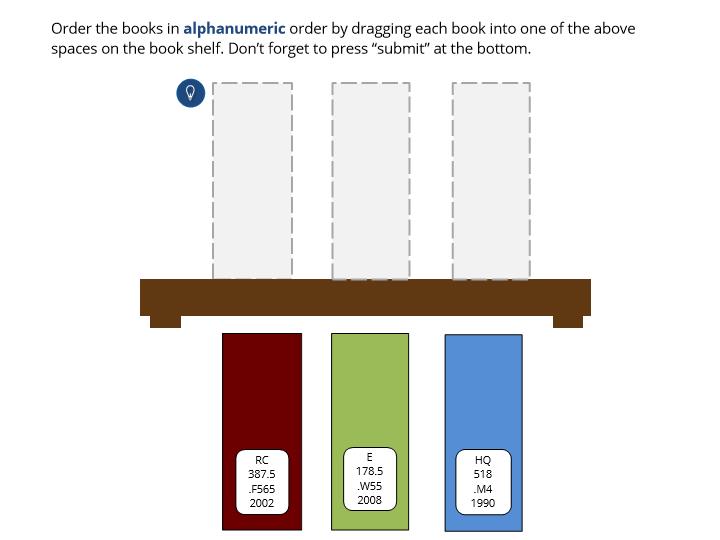 Order the books in alphanumeric order by dragging each book into one of the above
spaces on the book shelf. Don’t forget to press “submit” at the bottom.
RC
387.5
.F565
2002
E
178.5
.W55
2008
HQ
518
.M4
1990